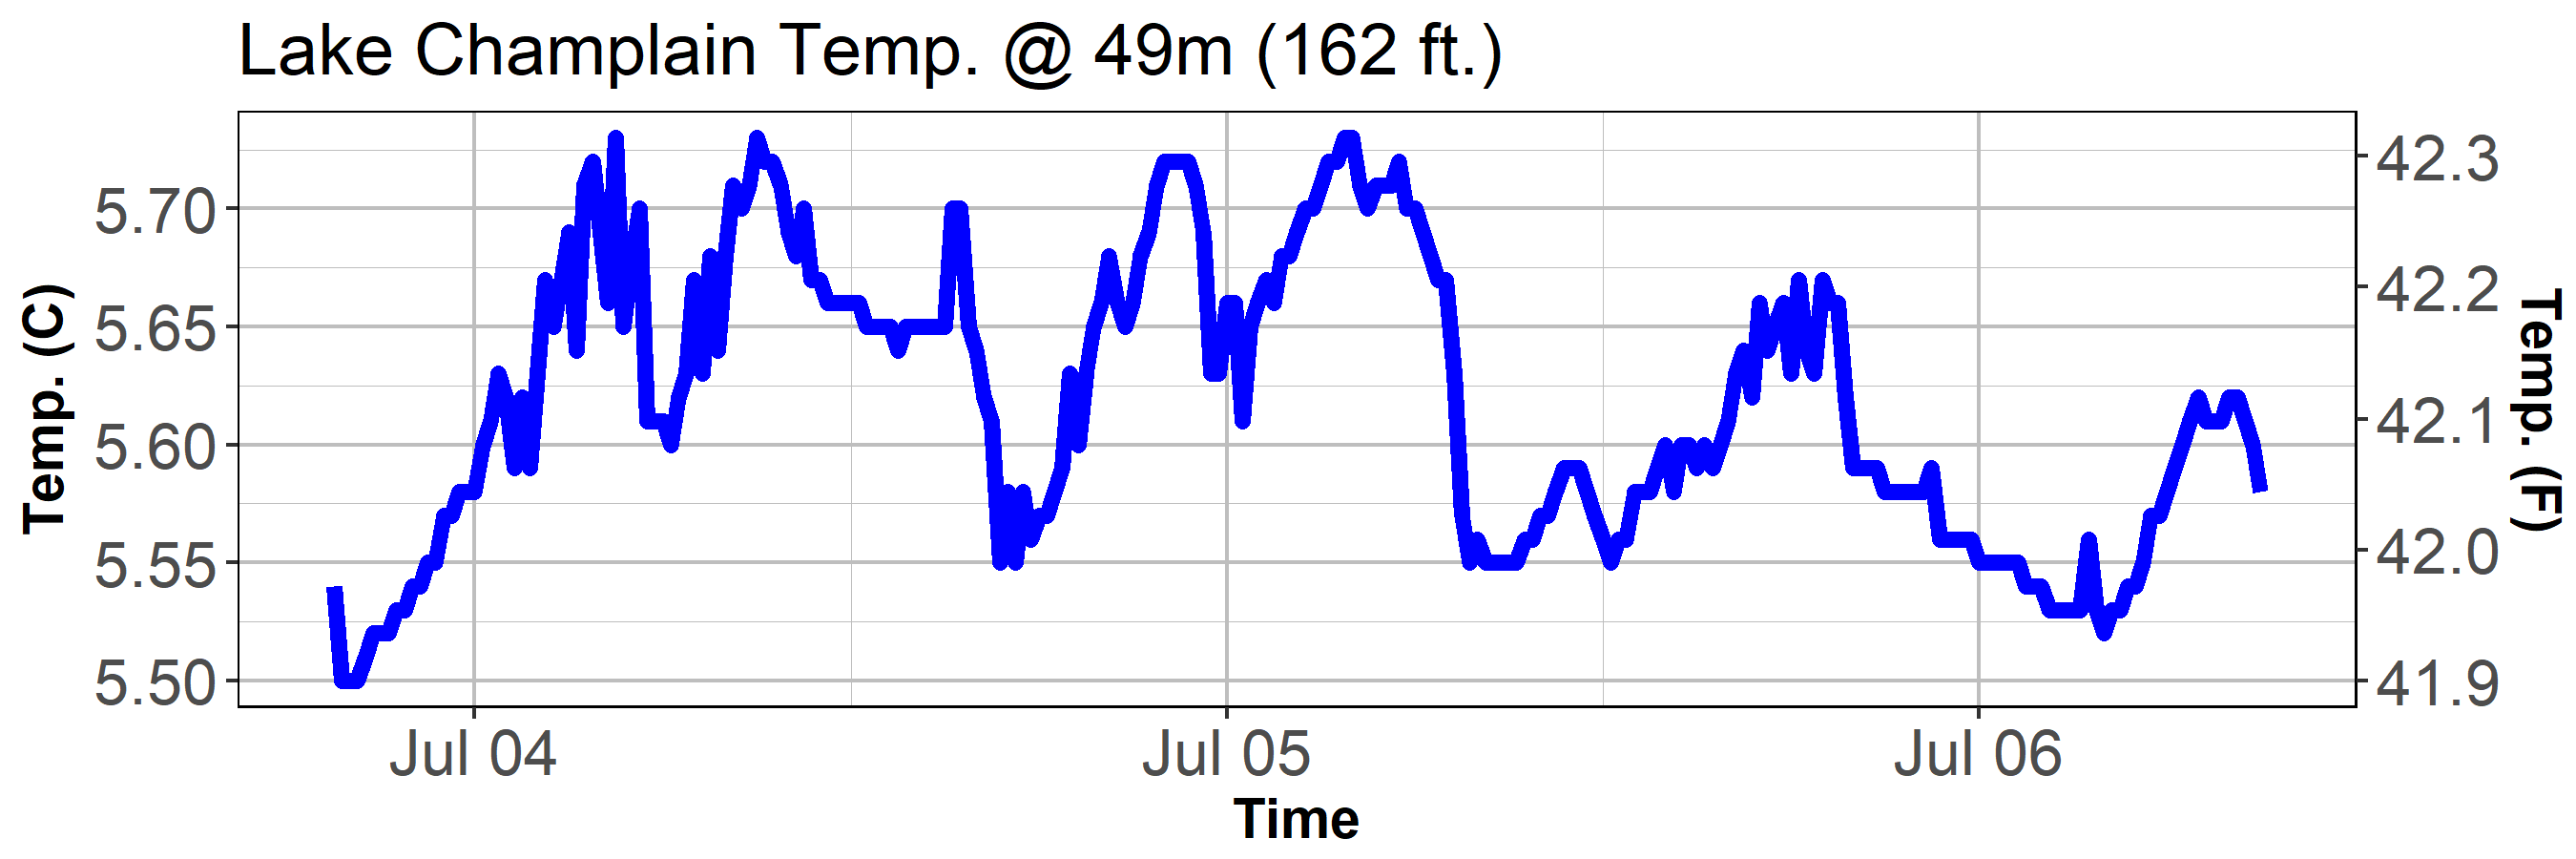 Lake Champlain Temp. @ 49m (162 ft.)
Temp. (C)
5.70
5.65
5.60
5.55
5.50
42.3
42.2
42.1
42.0
41.9
Temp. (F)
Jul 04
Jul 05
Jul 06
Time